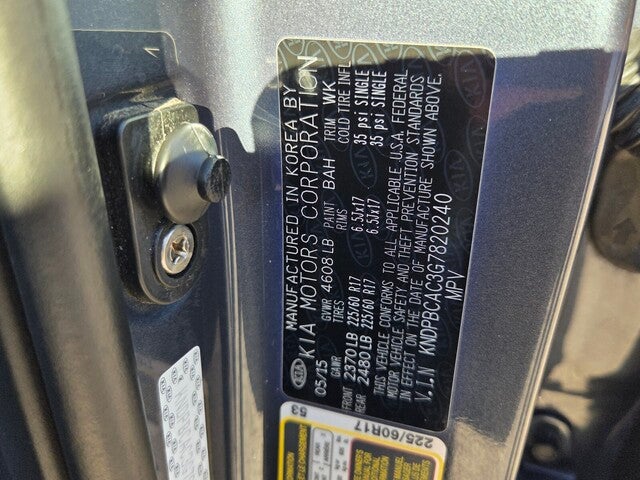 MANUFACTURED IN KOREA BY
KIA KIA MOTORS CORPORATION
05/15 GVWR 4608 LB PAINT BAH TRIM WK
GAWR TIRES RIMS COLD TIRE INFL
FRONT 2370 LB 225/60 R17 6.5Jx17 35 psi SINGLE
REAR 2480 LB 225/60 R17 6.5Jx17 35 psi SINGLE
THIS VEHICLE CONFORMS TO ALL APPLICABLE U.S.A. FEDERAL
MOTOR VEHICLE SAFETY AND THEFT PREVENTION STANDARDS
IN EFFECT ON THE DATE OF MANUFACTURE SHOWN ABOVE.
V.I.N KNDPBCAC3G7820240
MPV
225/60R17
53